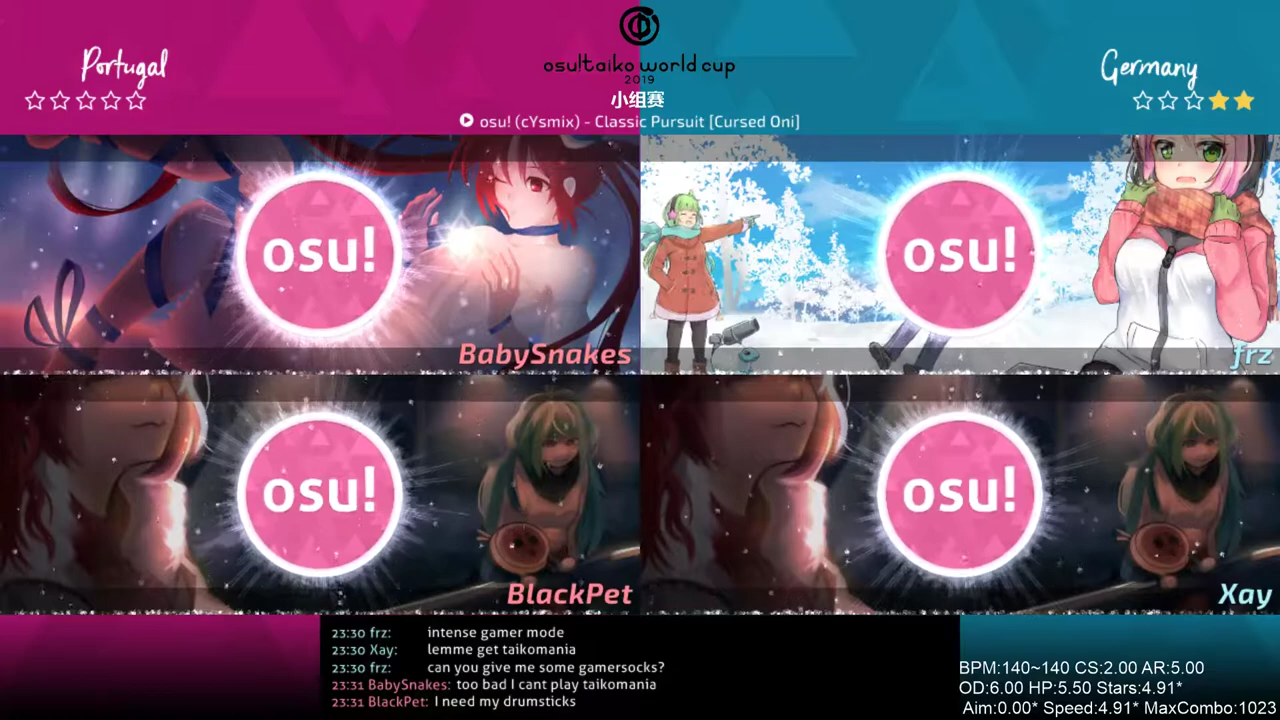 Portugal
osu!taiko world cup
2019
小组赛
Germany
osu! (cYsmix) - Classic Pursuit [Cursed Oni]
osu!
BabySnakes
osu!
frz
osu!
BlackPet
osu!
Xay
23:30 frz: intense gamer mode
23:30 Xay: lemme get taikomania
23:30 frz: can you give me some gamersocks?
23:31 BabySnakes: too bad I cant play taikomania
23:31 BlackPet: I need my drumsticks
BPM:140~140 CS:2.00 AR:5.00
OD:6.00 HP:5.50 Stars:4.91*
Aim:0.00* Speed:4.91* MaxCombo:1023